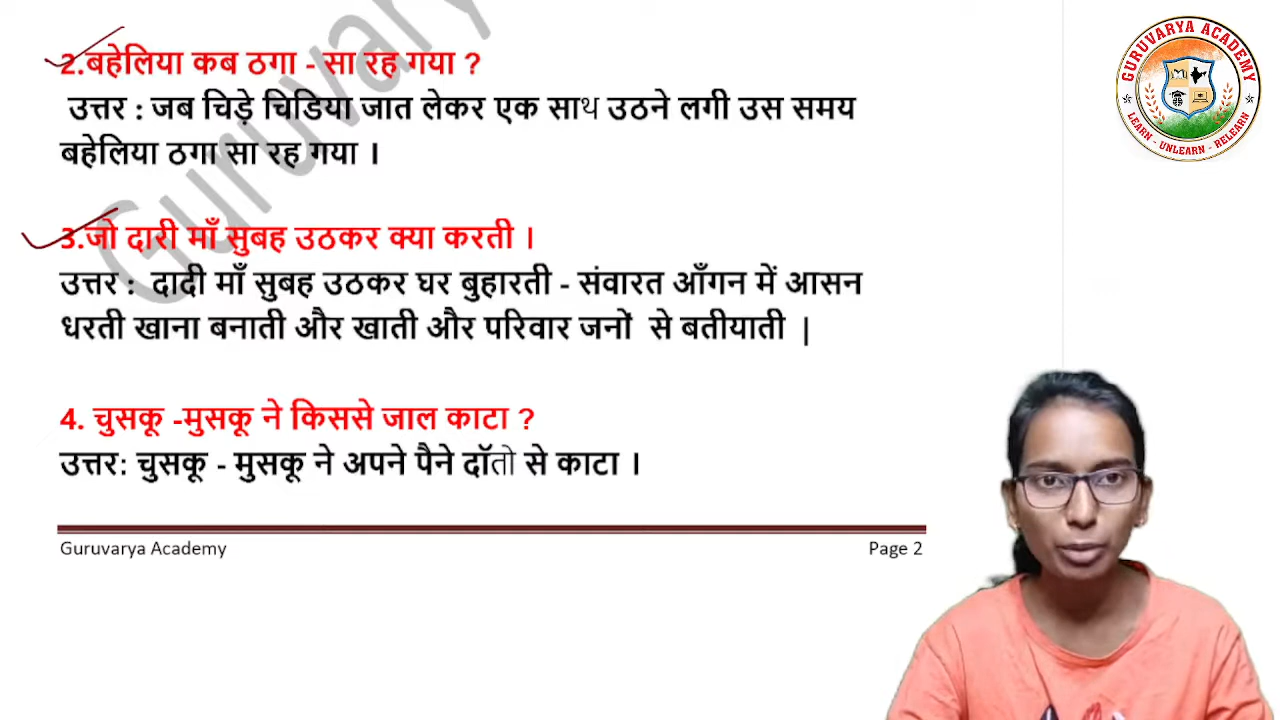 2.बहेलिया कब ठगा - सा रह गया ?
उत्तर : जब चिड़े चिडिया जात लेकर एक साथ उठने लगी उस समय
बहेलिया ठगा सा रह गया ।
3.जो दारी माँ सुबह उठकर क्या करती ।
उत्तर : दादी माँ सुबह उठकर घर बुहारती - संवारत आँगन में आसन
धरती खाना बनाती और खाती और परिवार जनों से बतीयाती |
4. चुसकू -मुसकू ने किससे जाल काटा ?
उत्तर: चुसकू - मुसकू ने अपने पैने दॉतो से काटा ।
Guruvarya Academy Page 2
Guruvary
GURUVARYA ACADEMY
LEARN - UNLEARN - RELEARN